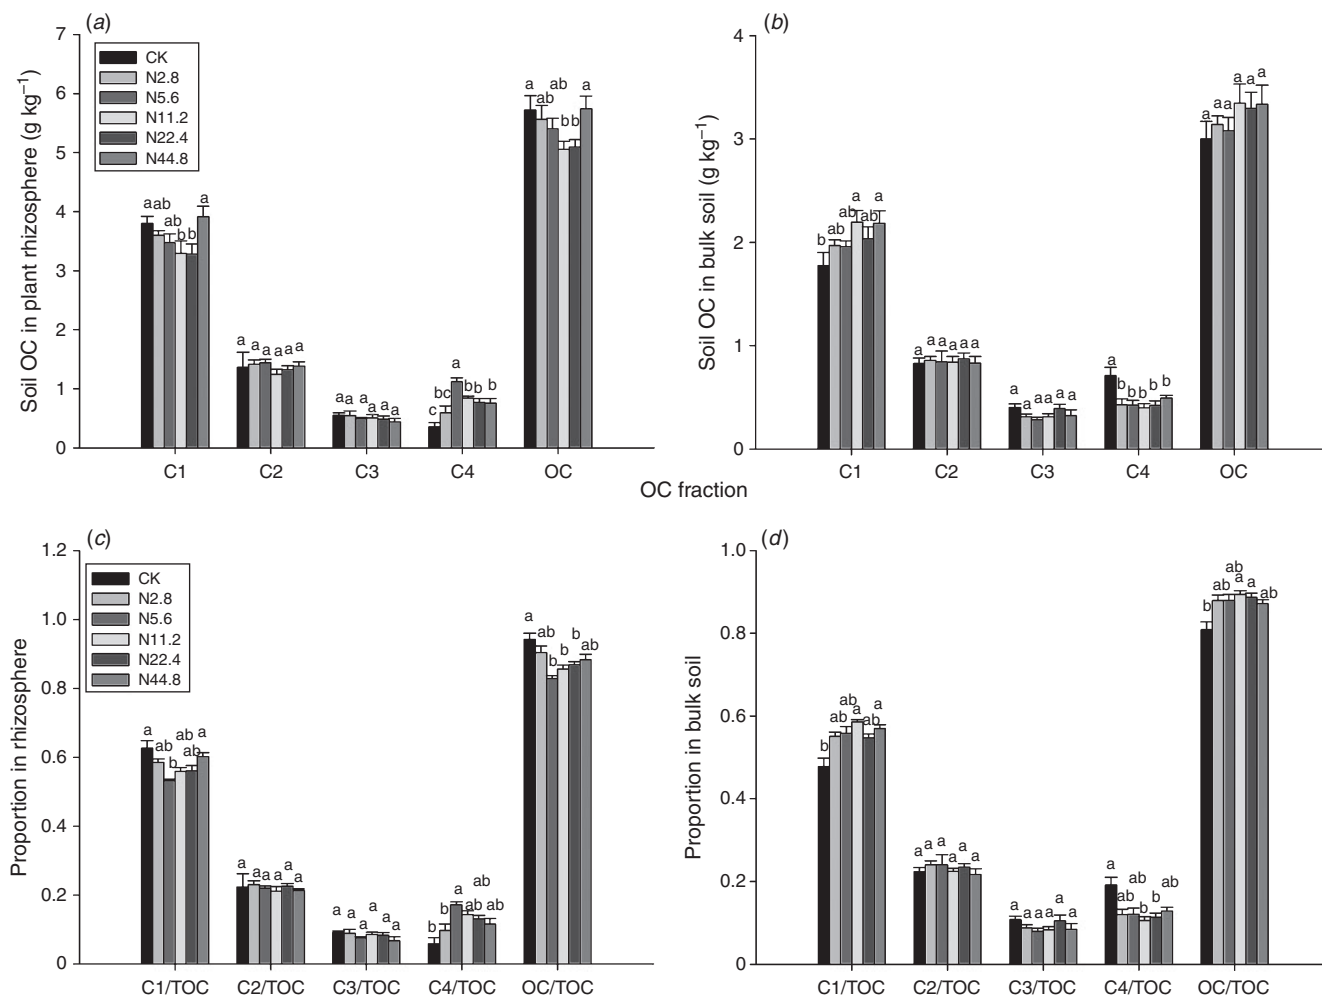 (a)
7
6
5
4
3
2
1
0
Soil OC in plant rhizosphere (g kg⁻¹)
CK
N2.8
N5.6
N11.2
N22.4
N44.8
a ab ab b b a
a a a a a a
a a a a a a
c bc a b b b
a ab ab b b a
C1 C2 C3 C4 OC
(b)
4
3
2
1
0
Soil OC in bulk soil (g kg⁻¹)
b ab ab a ab a
a a a a a a
a a a a a a
a b b b b b
a a a a a a
C1 C2 C3 C4 OC
OC fraction
(c)
1.2
1.0
0.8
0.6
0.4
0.2
0
Proportion in rhizosphere
CK
N2.8
N5.6
N11.2
N22.4
N44.8
a ab b ab ab a
a a a a a a
a a a a a a
b b a ab ab ab
a ab b b b ab
C1/TOC C2/TOC C3/TOC C4/TOC OC/TOC
(d)
1.0
0.8
0.6
0.4
0.2
0
Proportion in bulk soil
b ab ab a ab a
a a a a a a
a a a a a a
a ab ab b b ab
b ab ab a a ab
C1/TOC C2/TOC C3/TOC C4/TOC OC/TOC